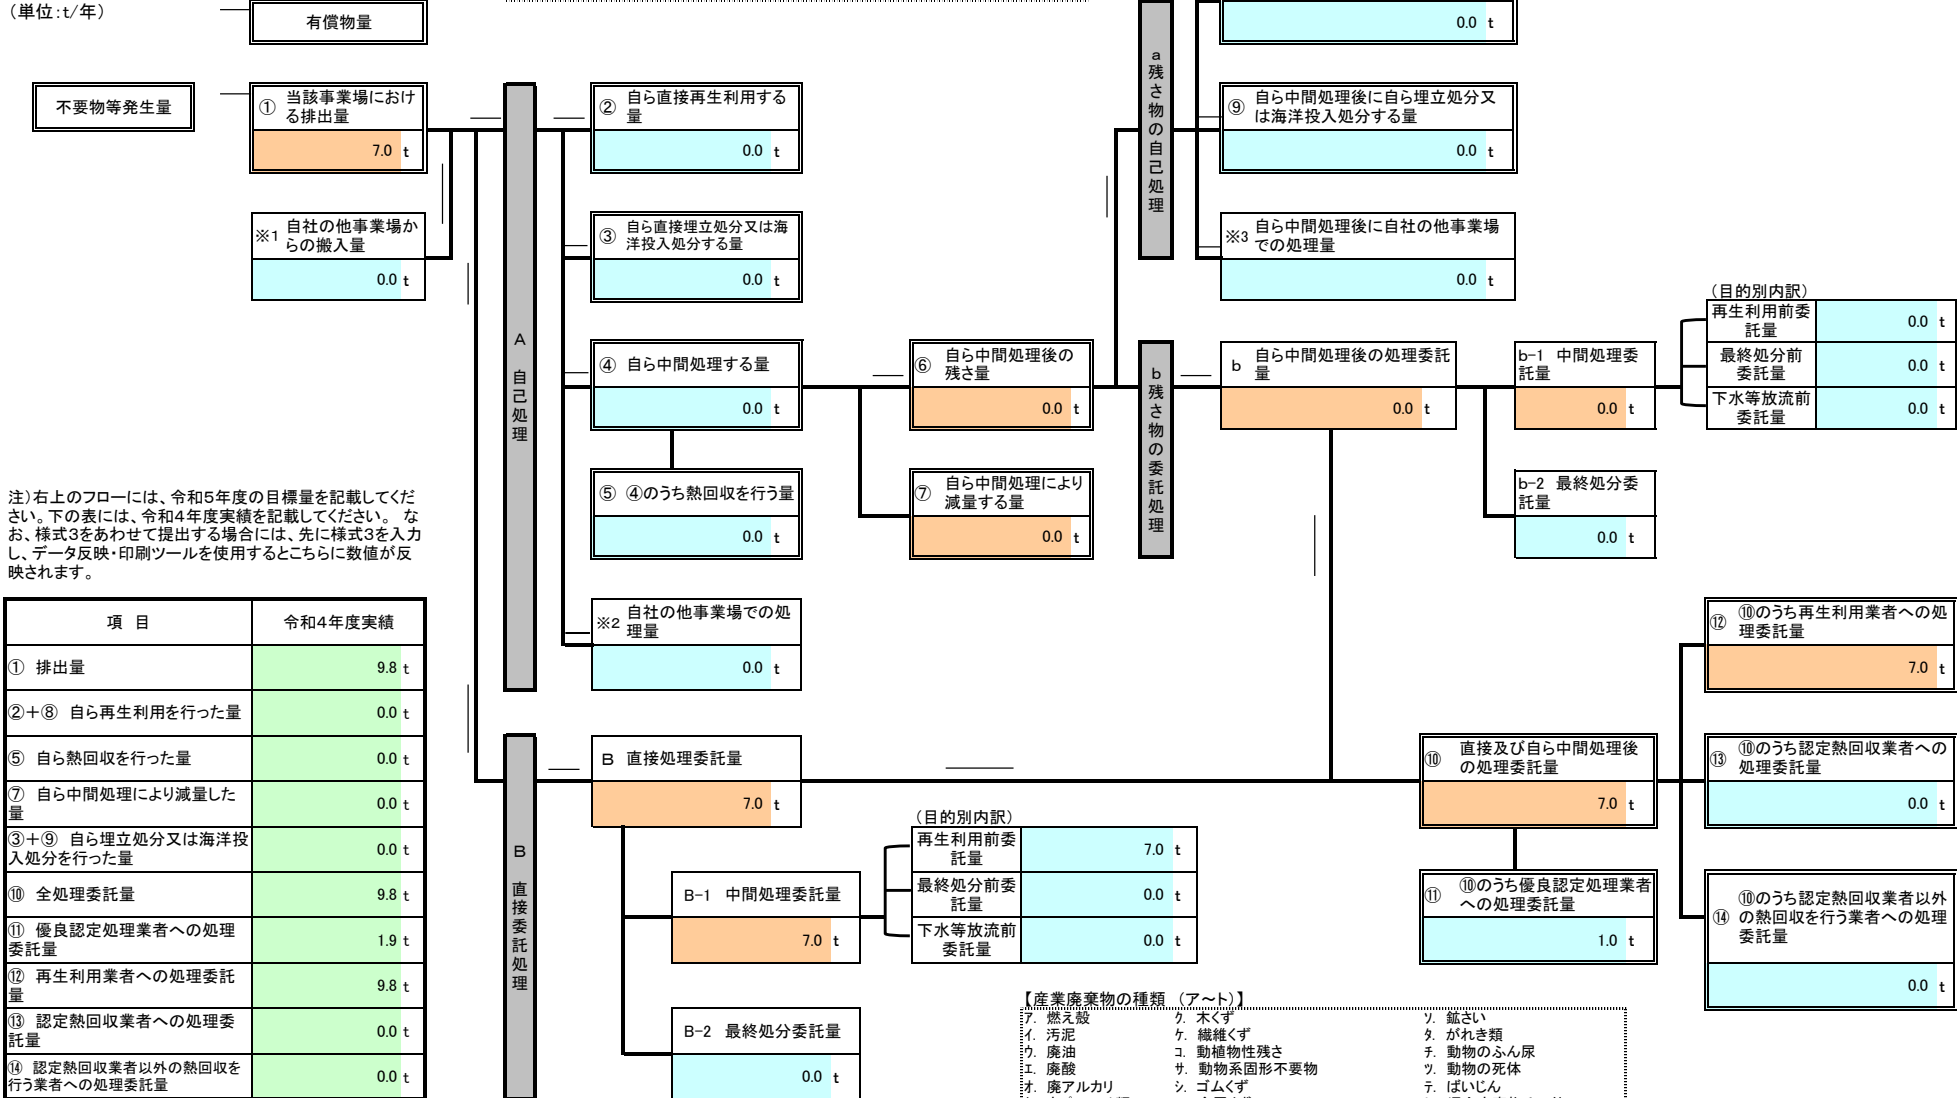 （単位：t/年）
有償物量
0.0 t
不要物等発生量
① 当該事業場におけ
る排出量
7.0 t
※1 自社の他事業場か
らの搬入量
0.0 t
A 自己処理
② 自ら直接再生利用する
量
0.0 t
③ 自ら直接埋立処分又は海
洋投入処分する量
0.0 t
④ 自ら中間処理する量
0.0 t
⑤ ④のうち熱回収を行う量
0.0 t
※2 自社の他事業場での処
理量
0.0 t
⑥ 自ら中間処理後の
残さ量
0.0 t
⑦ 自ら中間処理により
減量する量
0.0 t
a 残さ物の自己処理
⑨ 自ら中間処理後に自ら埋立処分又
は海洋投入処分する量
0.0 t
※3 自ら中間処理後に自社の他事業場
での処理量
0.0 t
b 残さ物の委託処理
b 自ら中間処理後の処理委託
量
0.0 t
b-1 中間処理委
託量
0.0 t
b-2 最終処分委
託量
0.0 t
（目的別内訳）
再生利用前委
託量
0.0 t
最終処分前
委託量
0.0 t
下水等放流前
委託量
0.0 t
注）右上のフローには、令和5年度の目標量を記載してくだ
さい。下の表には、令和4年度実績を記載してください。 な
お、様式3をあわせて提出する場合には、先に様式3を入力
し、データ反映・印刷ツールを使用するとこちらに数値が反
映されます。
項 目 令和4年度実績
① 排出量 9.8 t
②＋⑧ 自ら再生利用を行った量 0.0 t
⑤ 自ら熱回収を行った量 0.0 t
⑦ 自ら中間処理により減量した
量 0.0 t
③＋⑨ 自ら埋立処分又は海洋投
入処分を行った量 0.0 t
⑩ 全処理委託量 9.8 t
⑪ 優良認定処理業者への処理
委託量 1.9 t
⑫ 再生利用業者への処理委託
量 9.8 t
⑬ 認定熱回収業者への処理委
託量 0.0 t
⑭ 認定熱回収業者以外の熱回収を
行う業者への処理委託量 0.0 t
B 直接委託処理
B 直接処理委託量
7.0 t
B-1 中間処理委託量
7.0 t
B-2 最終処分委託量
0.0 t
（目的別内訳）
再生利用前委
託量
7.0 t
最終処分前委
託量
0.0 t
下水等放流前
委託量
0.0 t
⑩ 直接及び自ら中間処理後
の処理委託量
7.0 t
⑪ ⑩のうち優良認定処理業者
への処理委託量
1.0 t
⑫ ⑩のうち再生利用業者への処
理委託量
7.0 t
⑬ ⑩のうち認定熱回収業者への
処理委託量
0.0 t
⑭ ⑩のうち認定熱回収業者以外
の熱回収を行う業者への処理
委託量
0.0 t
【産業廃棄物の種類 （ア～ト）】
ア. 燃え殻 ク. 木くず ソ. 鉱さい
イ. 汚泥 ケ. 繊維くず タ. がれき類
ウ. 廃油 コ. 動植物性残さ チ. 動物のふん尿
エ. 廃酸 サ. 動物系固形不要物 ツ. 動物の死体
オ. 廃アルカリ シ. ゴムくず テ. ばいじん